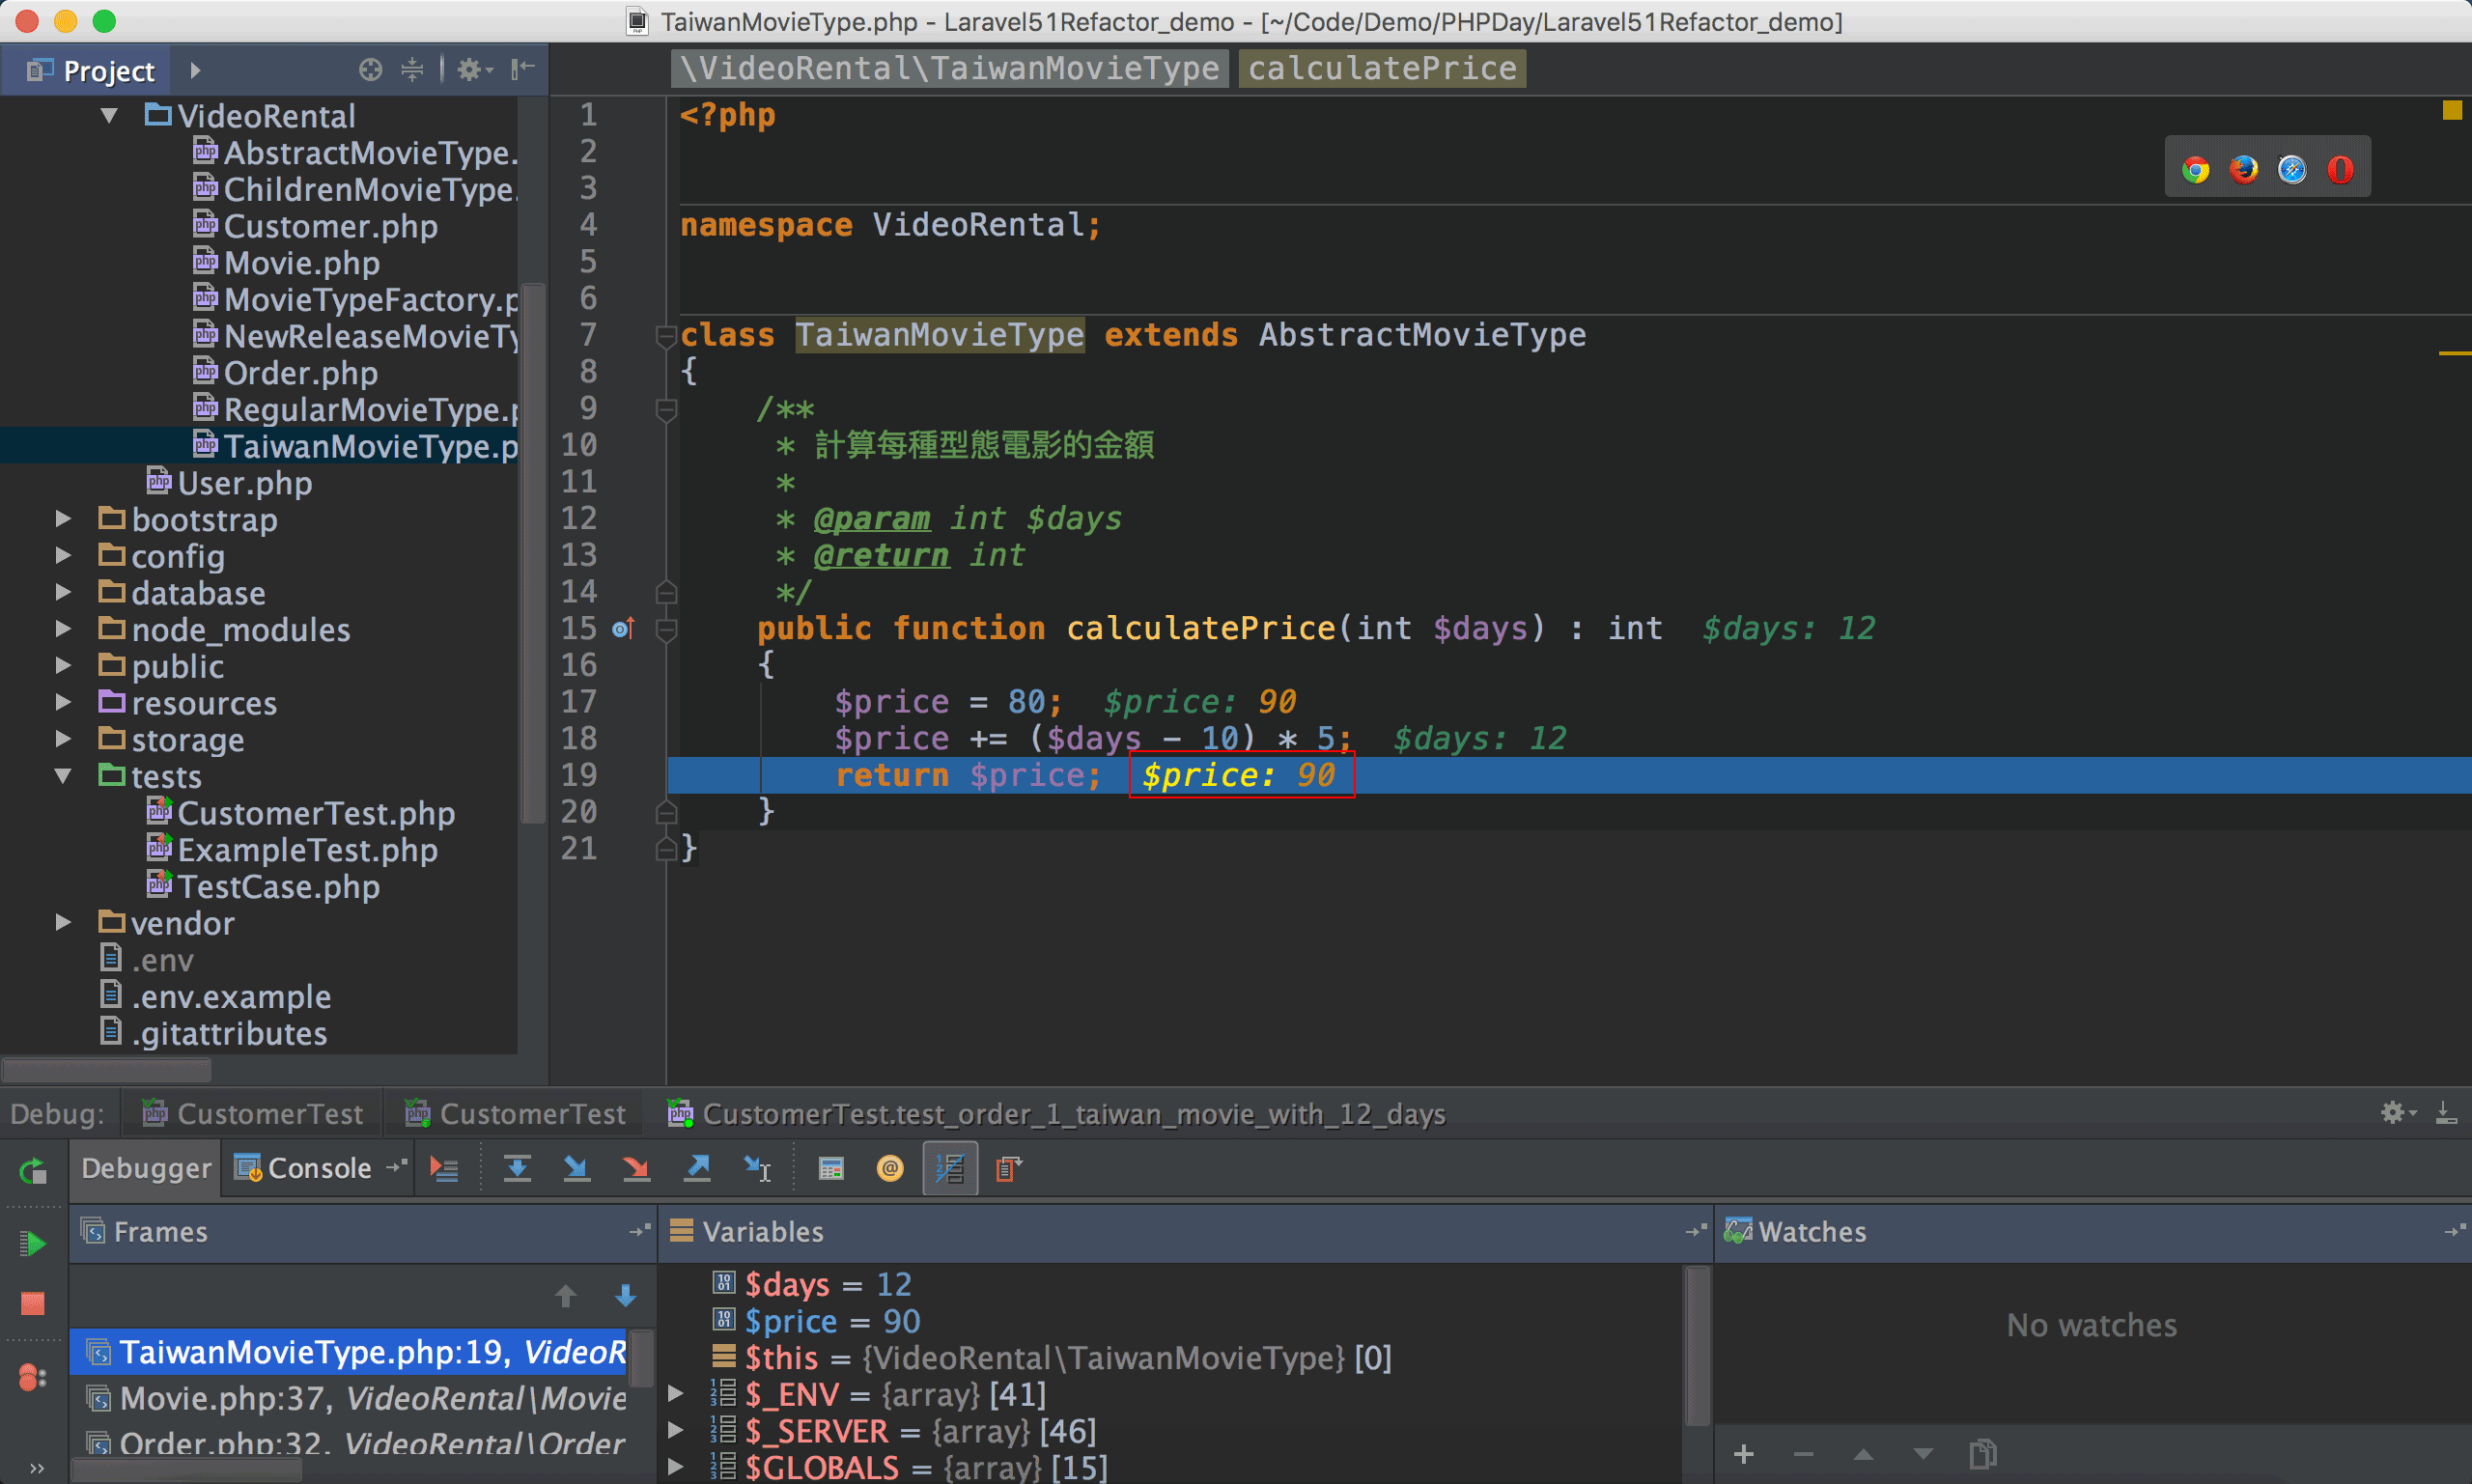 TaiwanMovieType.php - Laravel51Refactor_demo - [~/Code/Demo/PHPDay/Laravel51Refactor_demo]
Project
\VideoRental\TaiwanMovieType calculatePrice
VideoRental
AbstractMovieType.
ChildrenMovieType.
Customer.php
Movie.php
MovieTypeFactory.p
NewReleaseMovieTy
Order.php
RegularMovieType.p
TaiwanMovieType.p
User.php
bootstrap
config
database
node_modules
public
resources
storage
tests
CustomerTest.php
ExampleTest.php
TestCase.php
vendor
.env
.env.example
.gitattributes
1 <?php
2
3
4 namespace VideoRental;
5
6
7 class TaiwanMovieType extends AbstractMovieType
8 {
9 /**
10 * 計算每種型態電影的金額
11 *
12 * @param int $days
13 * @return int
14 */
15 public function calculatePrice(int $days) : int $days: 12
16 {
17 $price = 80; $price: 90
18 $price += ($days - 10) * 5; $days: 12
19 return $price; $price: 90
20 }
21 }
Debug: CustomerTest CustomerTest CustomerTest.test_order_1_taiwan_movie_with_12_days
Debugger Console
Frames
TaiwanMovieType.php:19, VideoR
Movie.php:37, VideoRental\Movie
Order.php:32, VideoRental\Order
Variables
$days = 12
$price = 90
$this = {VideoRental\TaiwanMovieType} [0]
$_ENV = {array} [41]
$_SERVER = {array} [46]
$GLOBALS = {array} [15]
Watches
No watches